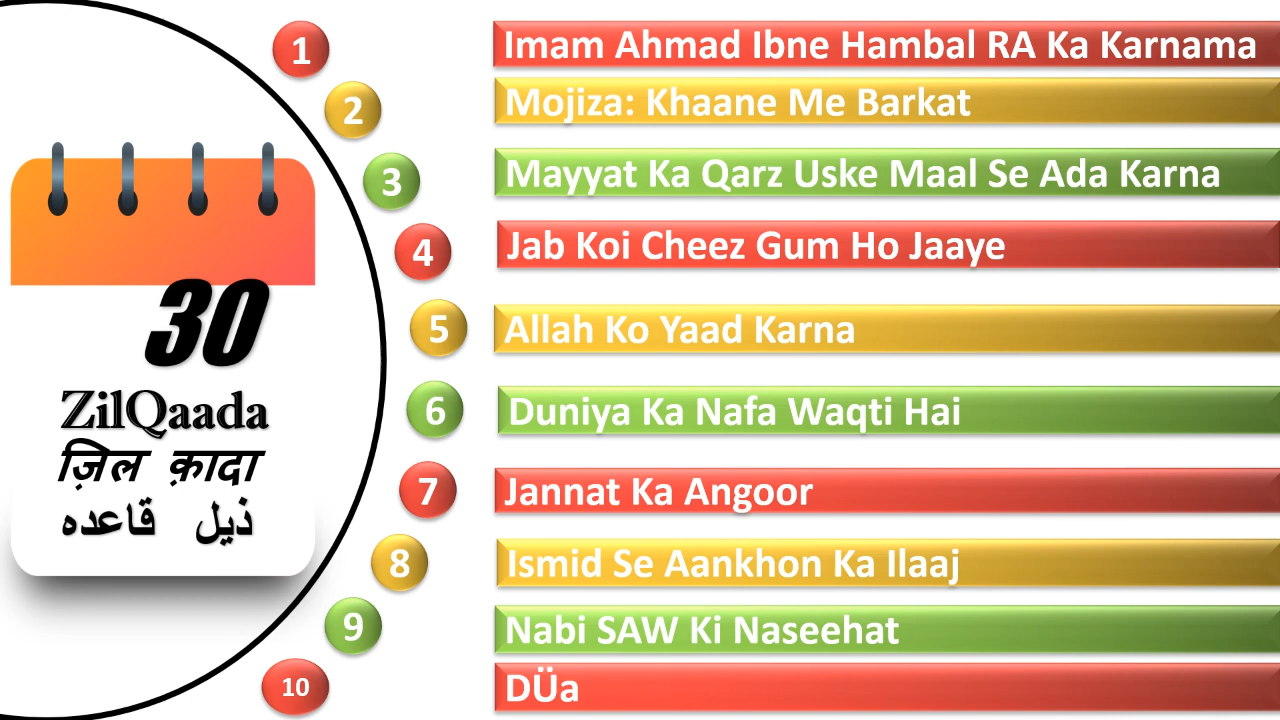 30
ZilQaada
ज़िल क़ादा
ذيل قاعده
1 Imam Ahmad Ibne Hambal RA Ka Karnama
2 Mojiza: Khaane Me Barkat
3 Mayyat Ka Qarz Uske Maal Se Ada Karna
4 Jab Koi Cheez Gum Ho Jaaye
5 Allah Ko Yaad Karna
6 Duniya Ka Nafa Waqti Hai
7 Jannat Ka Angoor
8 Ismid Se Aankhon Ka Ilaaj
9 Nabi SAW Ki Naseehat
10 DÜa